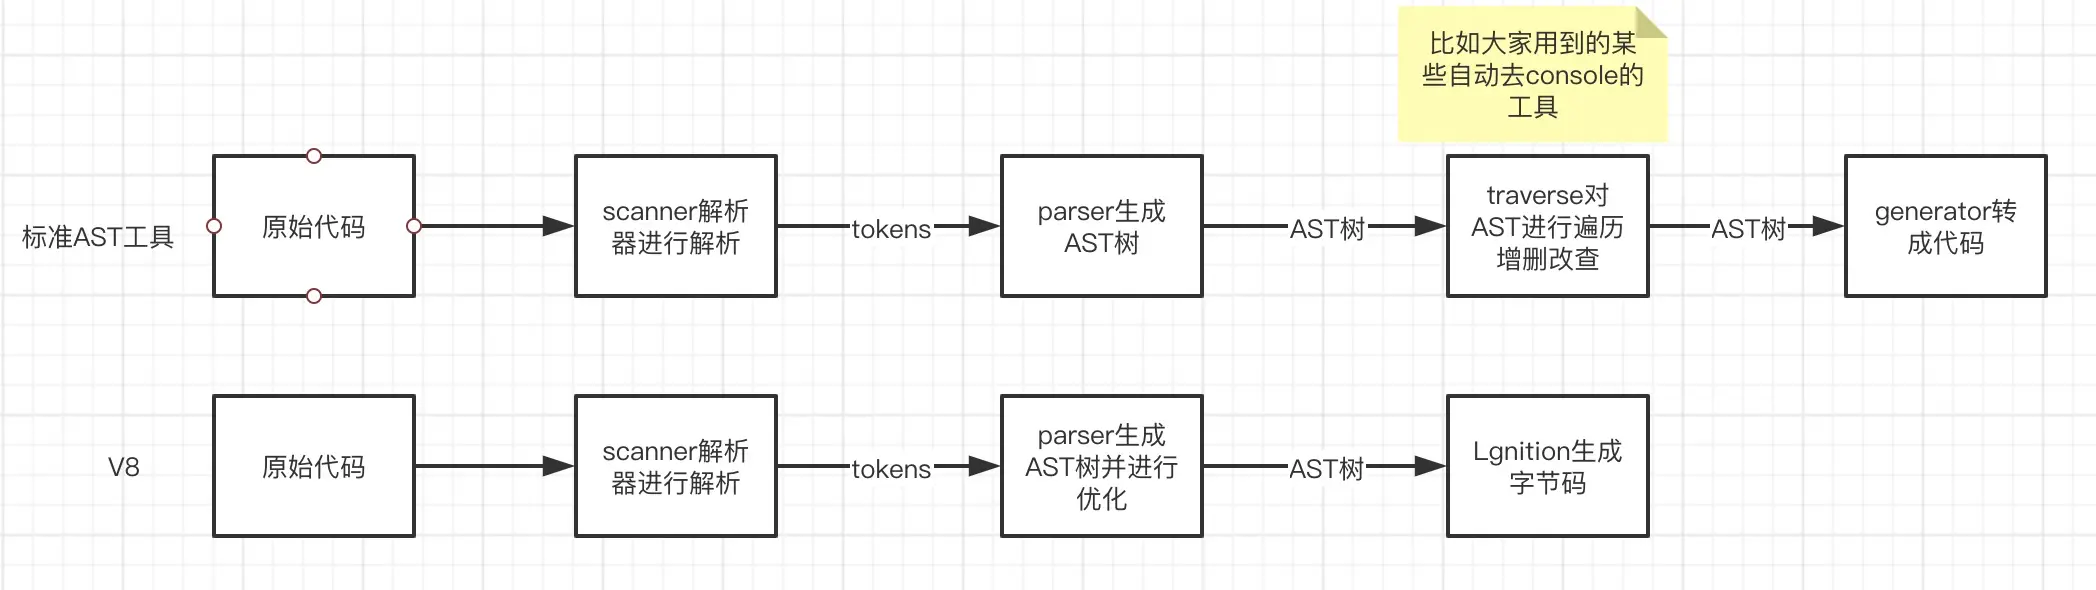 比如大家用到的某
些自动去console的
工具
标准AST工具
原始代码
scanner解析
器进行解析
tokens
parser生成
AST树
AST树
traverse对
AST进行遍历
增删改查
AST树
generator转
成代码
V8
原始代码
scanner解析
器进行解析
tokens
parser生成
AST树并进行
优化
AST树
Lgnition生成
字节码